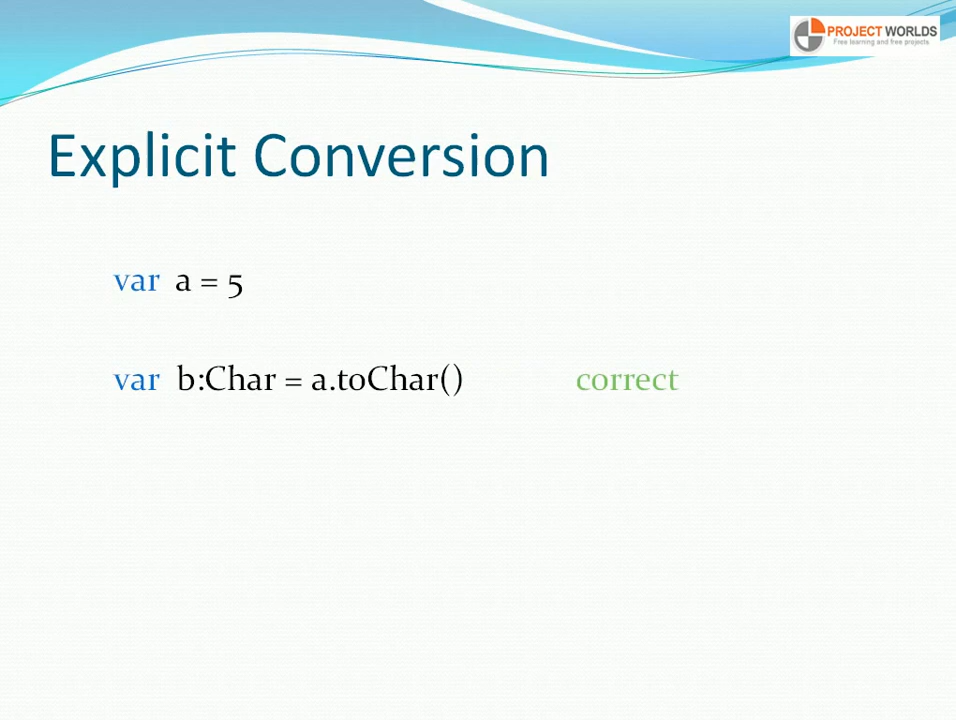 PROJECT WORLDS
Free learning and free projects.
Explicit Conversion
var a = 5
var b:Char = a.toChar() correct